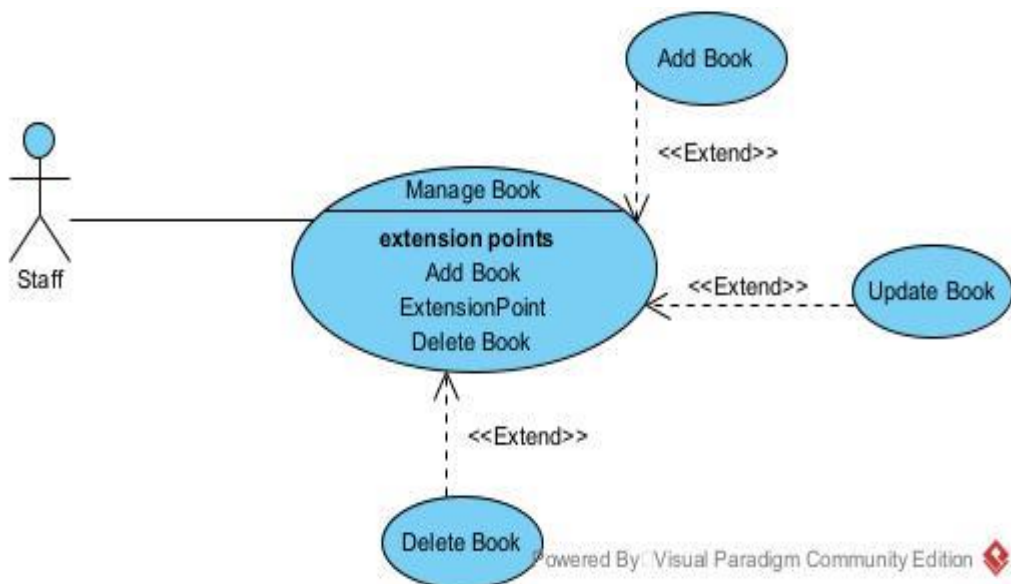 Add Book
<<Extend>>
Manage Book
extension points
Add Book
ExtensionPoint
Delete Book
Staff
<<Extend>>
Update Book
<<Extend>>
Delete Book
Powered By: Visual Paradigm Community Edition